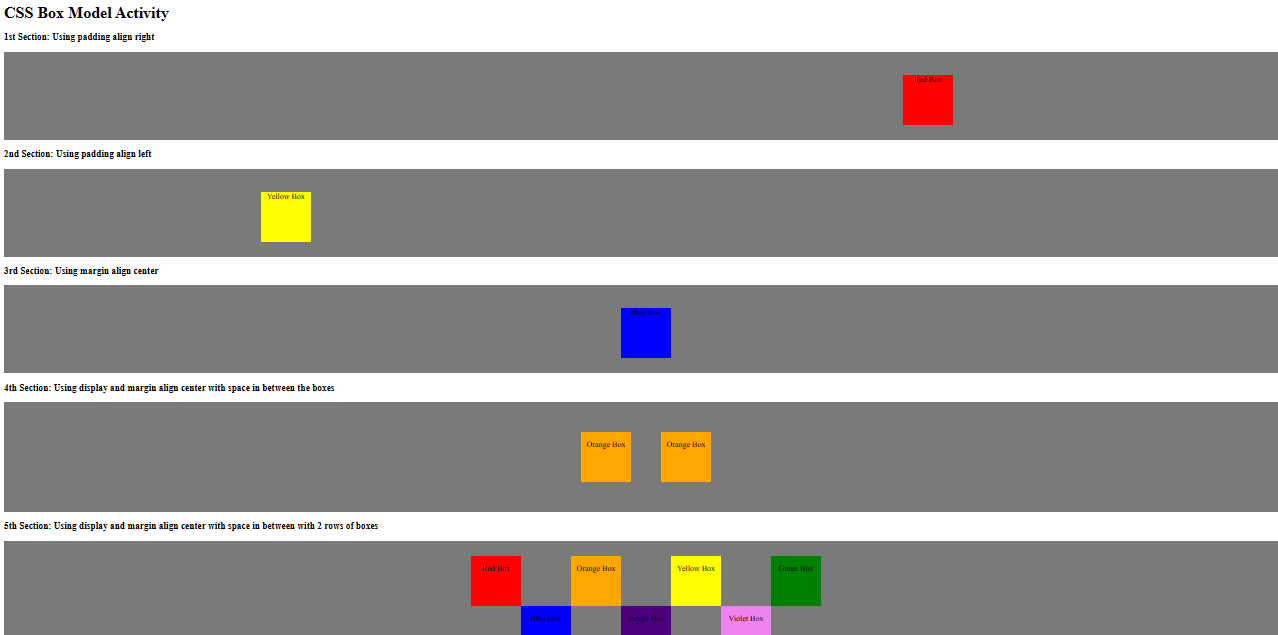 CSS Box Model Activity
1st Section: Using padding align right
Red Box
2nd Section: Using padding align left
Yellow Box
3rd Section: Using margin align center
Blue Box
4th Section: Using display and margin align center with space in between the boxes
Orange Box Orange Box
5th Section: Using display and margin align center with space in between with 2 rows of boxes
Red Box Orange Box Yellow Box Green Box
Blue Box Indigo Box Violet Box